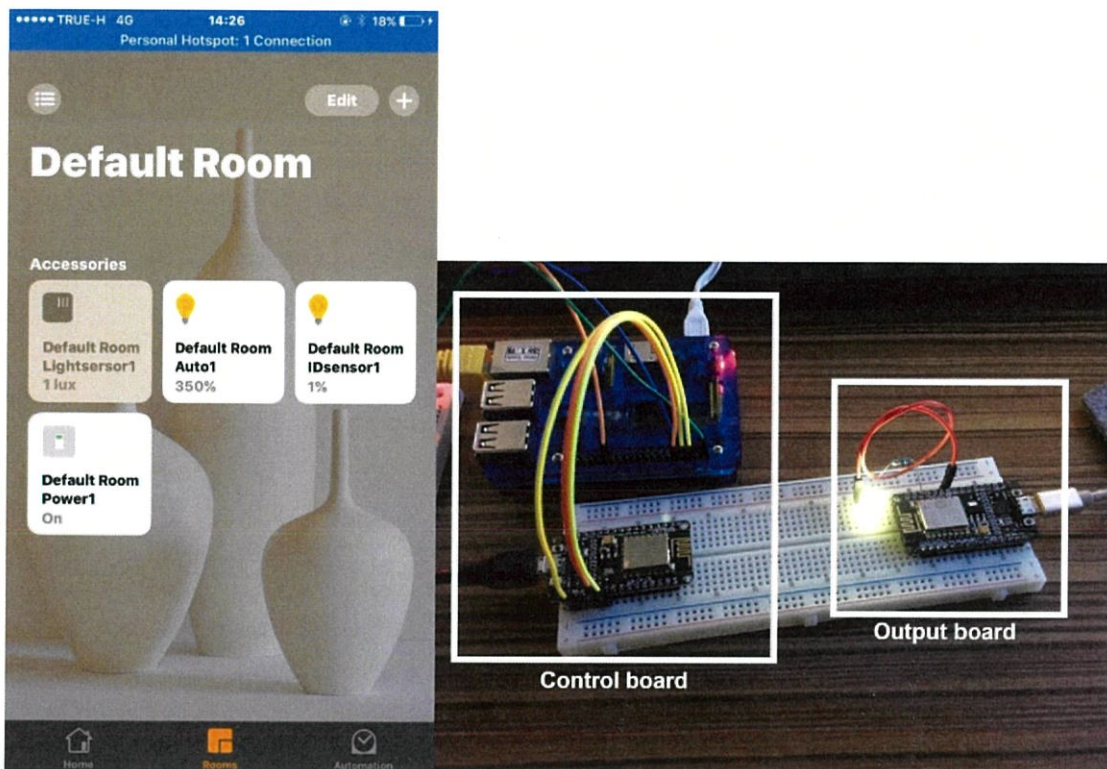 TRUE-H 4G 14:26 18%
Personal Hotspot: 1 Connection
Edit
Default Room
Accessories
Default Room
Lightsersor1
1 lux
Default Room
Auto1
350%
Default Room
IDsensor1
1%
Default Room
Power1
On
Home
Rooms
Automation
Control board
Output board